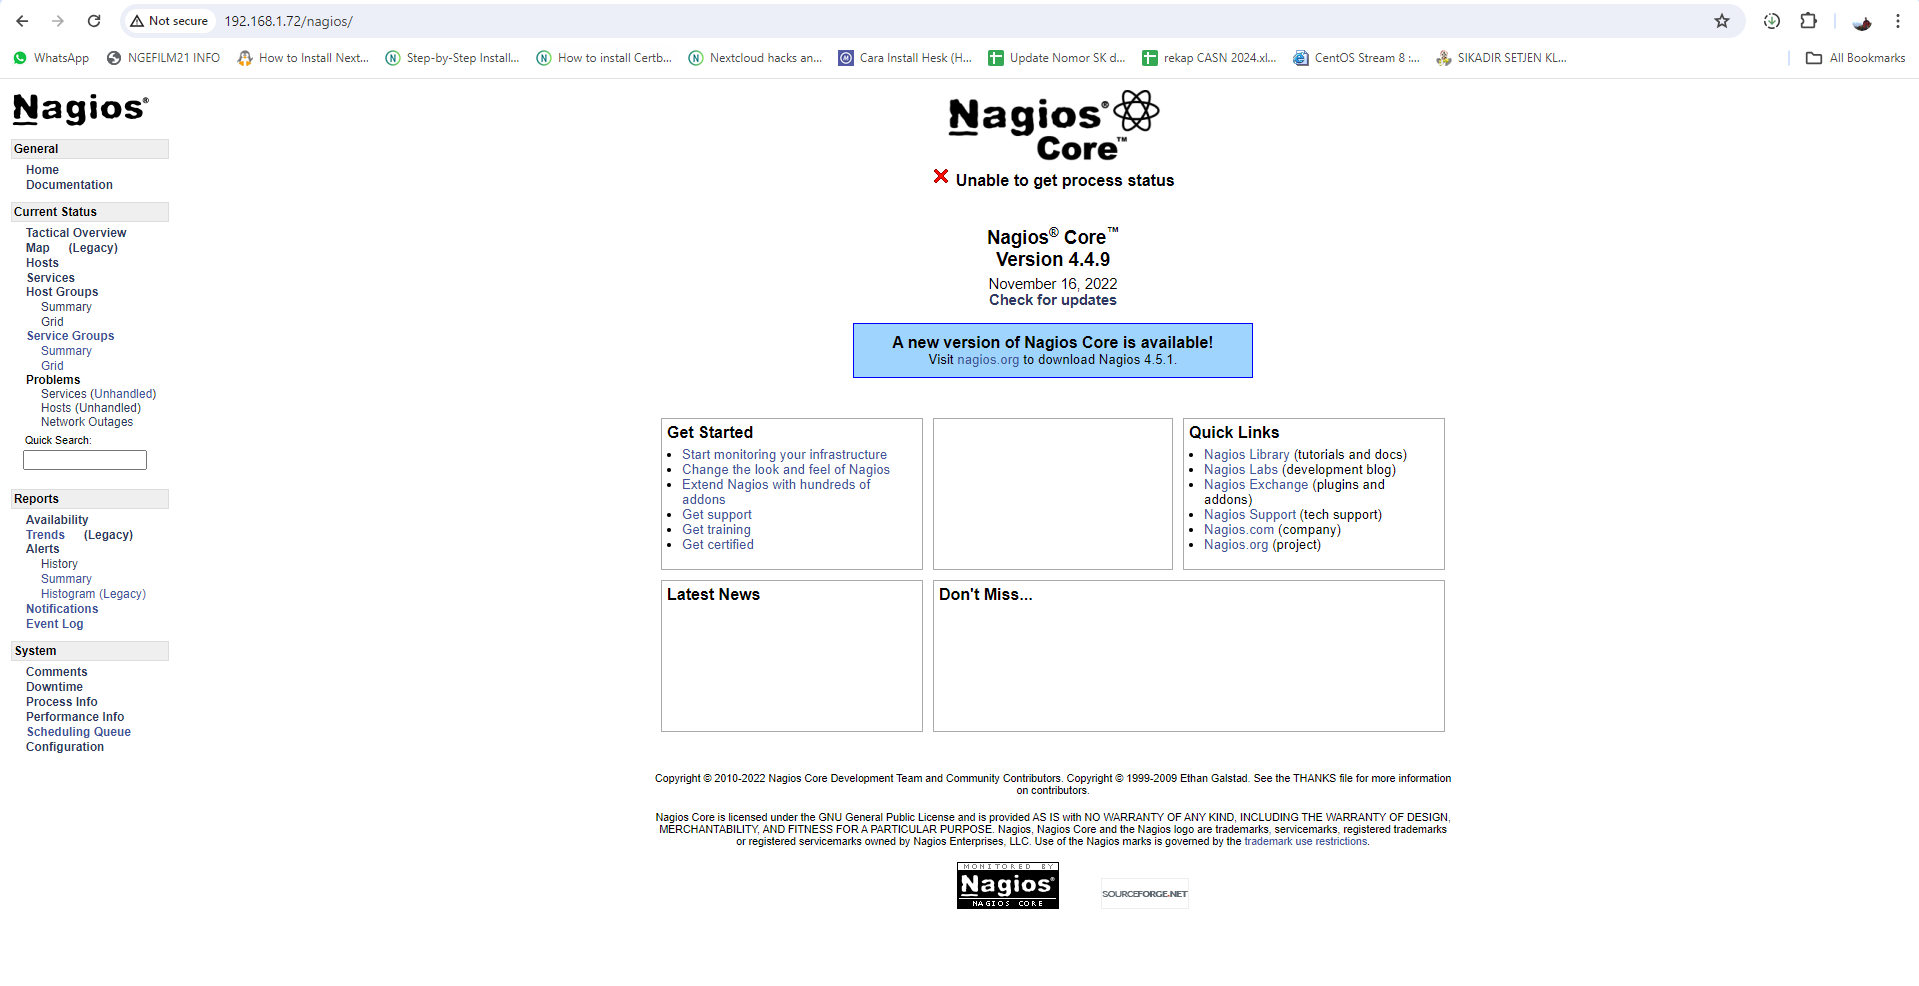 Not secure 192.168.1.72/nagios/
WhatsApp NGEFILM21 INFO How to Install Next... Step-by-Step Install... How to install Certb... Nextcloud hacks an... Cara Install Hesk (H... Update Nomor SK d... rekap CASN 2024.xl... CentOS Stream 8 :... SIKADIR SETJEN KL... All Bookmarks
Nagios®
General
Home
Documentation
Current Status
Tactical Overview
Map (Legacy)
Hosts
Services
Host Groups
Summary
Grid
Service Groups
Summary
Grid
Problems
Services (Unhandled)
Hosts (Unhandled)
Network Outages
Quick Search:
Reports
Availability
Trends (Legacy)
Alerts
History
Summary
Histogram (Legacy)
Notifications
Event Log
System
Comments
Downtime
Process Info
Performance Info
Scheduling Queue
Configuration
Nagios®
Core™
Unable to get process status
Nagios® Core™
Version 4.4.9
November 16, 2022
Check for updates
A new version of Nagios Core is available!
Visit nagios.org to download Nagios 4.5.1.
Get Started
Start monitoring your infrastructure
Change the look and feel of Nagios
Extend Nagios with hundreds of
addons
Get support
Get training
Get certified
Quick Links
Nagios Library (tutorials and docs)
Nagios Labs (development blog)
Nagios Exchange (plugins and
addons)
Nagios Support (tech support)
Nagios.com (company)
Nagios.org (project)
Latest News
Don't Miss...
Copyright © 2010-2022 Nagios Core Development Team and Community Contributors. Copyright © 1999-2009 Ethan Galstad. See the THANKS file for more information
on contributors.
Nagios Core is licensed under the GNU General Public License and is provided AS IS with NO WARRANTY OF ANY KIND, INCLUDING THE WARRANTY OF DESIGN,
MERCHANTABILITY, AND FITNESS FOR A PARTICULAR PURPOSE. Nagios, Nagios Core and the Nagios logo are trademarks, servicemarks, registered trademarks
or registered servicemarks owned by Nagios Enterprises, LLC. Use of the Nagios marks is governed by the trademark use restrictions.
MONITORED BY
Nagios®
NAGIOS CORE
SOURCEFORGE.NET